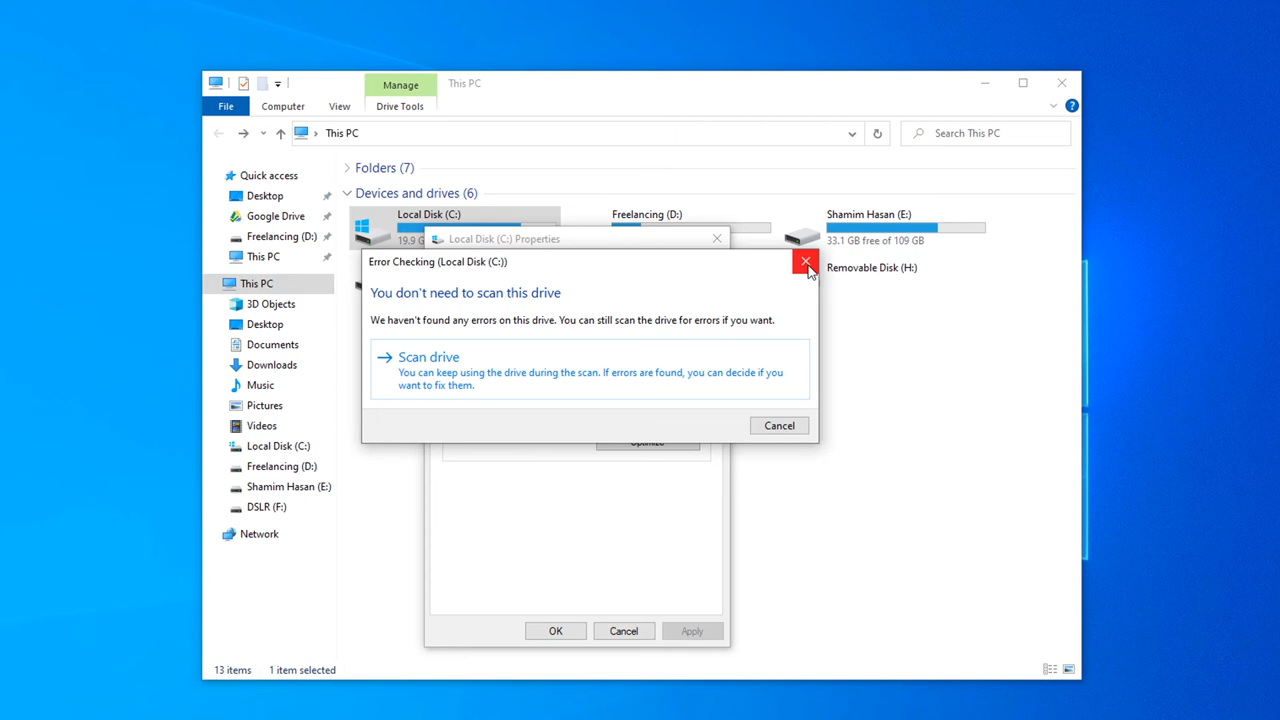 Manage
This PC
File
Computer
View
Drive Tools
This PC
Search This PC
Quick access
Desktop
Google Drive
Freelancing (D:)
This PC
This PC
3D Objects
Desktop
Documents
Downloads
Music
Pictures
Videos
Local Disk (C:)
Freelancing (D:)
Shamim Hasan (E:)
DSLR (F:)
Network
Folders (7)
Devices and drives (6)
Local Disk (C:)
19.9 G
Freelancing (D:)
Shamim Hasan (E:)
33.1 GB free of 109 GB
Removable Disk (H:)
Local Disk (C:) Properties
Error Checking (Local Disk (C:))
You don't need to scan this drive
We haven't found any errors on this drive. You can still scan the drive for errors if you want.
Scan drive
You can keep using the drive during the scan. If errors are found, you can decide if you
want to fix them.
Cancel
Optimize
OK
Cancel
Apply
13 items
1 item selected